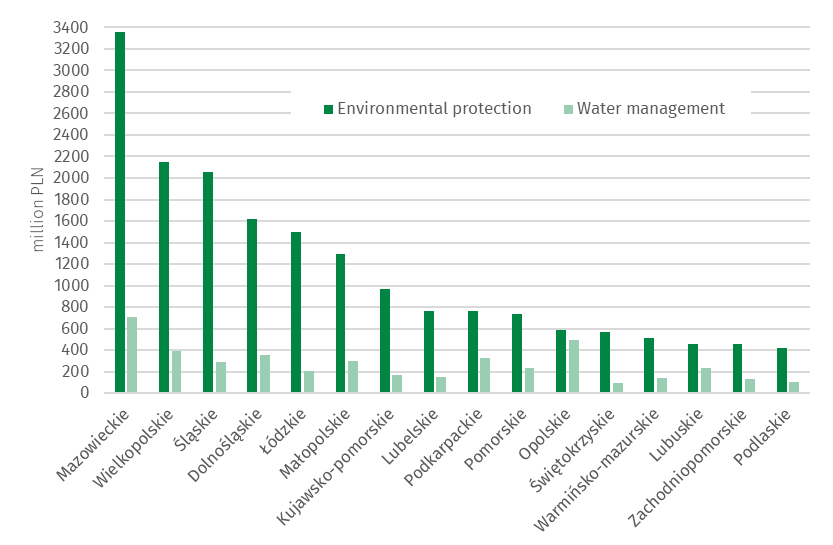 3400
3200
3000
2800
2600
2400
2200
2000
1800
1600
1400
1200
1000
800
600
400
200
0
million PLN
Environmental protection Water management
Mazowieckie
Wielkopolskie
Śląskie
Dolnośląskie
Łódzkie
Małopolskie
Kujawsko-pomorskie
Lubelskie
Podkarpackie
Pomorskie
Opolskie
Świętokrzyskie
Warmińsko-mazurskie
Lubuskie
Zachodniopomorskie
Podlaskie